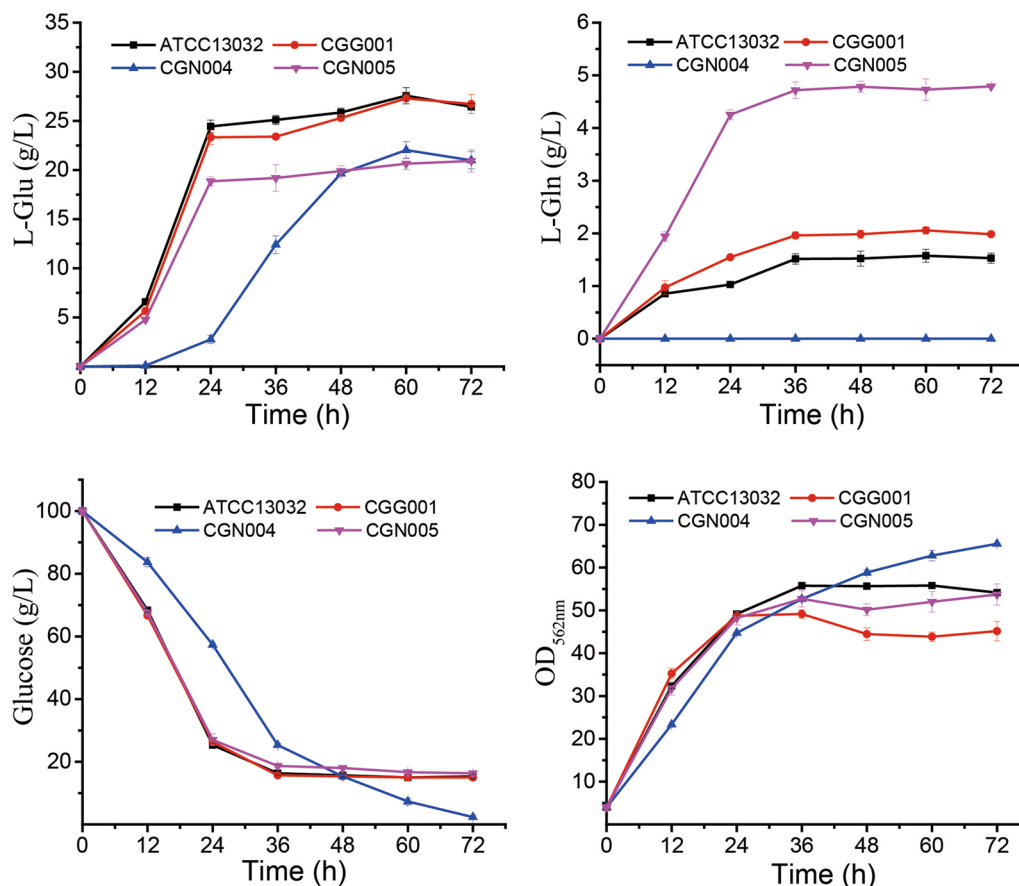 L-Glu (g/L)
35
30
25
20
15
10
5
0 12 24 36 48 60 72
Time (h)
ATCC13032 CGG001
CGN004 CGN005
L-Gln (g/L)
6
5
4
3
2
1
0
0 12 24 36 48 60 72
Time (h)
ATCC13032 CGG001
CGN004 CGN005
Glucose (g/L)
100
80
60
40
20
0 12 24 36 48 60 72
Time (h)
ATCC13032 CGG001
CGN004 CGN005
OD562nm
80
70
60
50
40
30
20
10
0 12 24 36 48 60 72
Time (h)
ATCC13032 CGG001
CGN004 CGN005